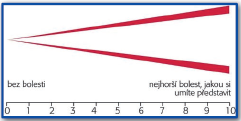 bez bolesti
nejhorší bolest, jakou si
umíte představit
0 1 2 3 4 5 6 7 8 9 10